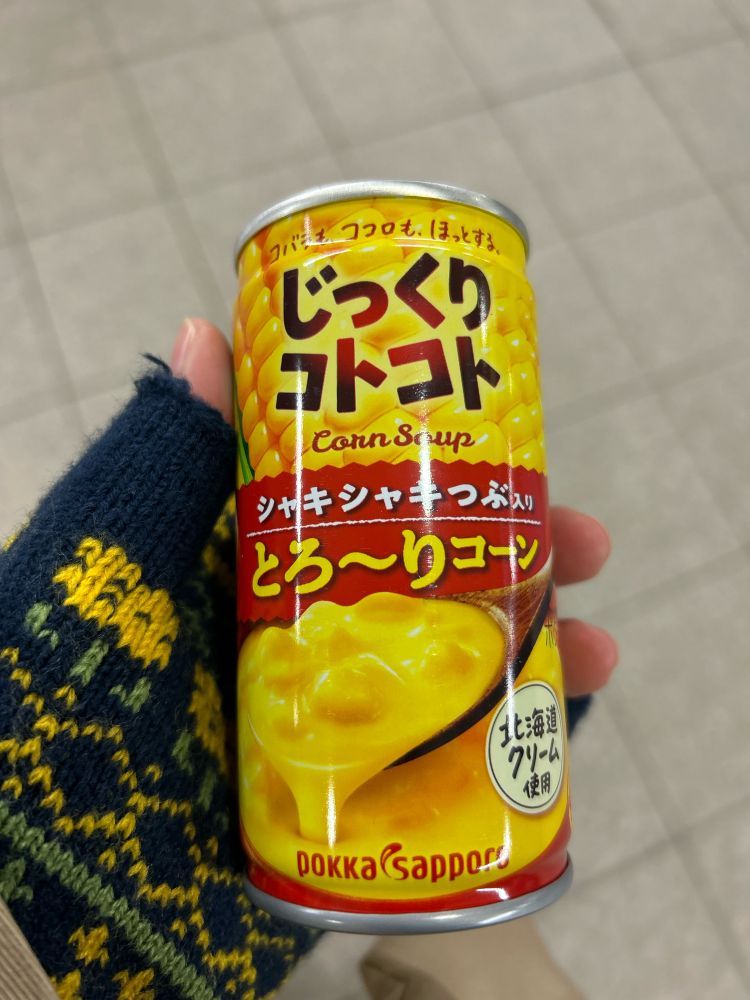 コバラも、ココロも、ほっとする。
じっくり
コトコト
Corn Soup
シャキシャキつぶ入り
とろ～りコーン
北海道
クリーム
使用
pokka sapporo